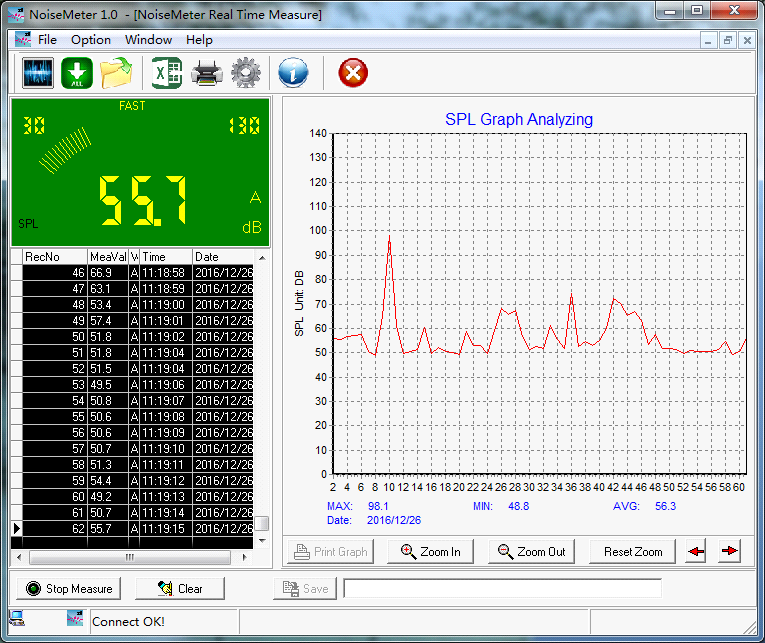 NoiseMeter 1.0 - [NoiseMeter Real Time Measure]
File Option Window Help
ALL
FAST
30 130
55.7
A
SPL
dB
RecNo MeaVal V Time Date
46 66.9 A 11:18:58 2016/12/26
47 63.1 A 11:18:59 2016/12/26
48 53.4 A 11:19:00 2016/12/26
49 57.4 A 11:19:01 2016/12/26
50 51.8 A 11:19:02 2016/12/26
51 51.8 A 11:19:04 2016/12/26
52 51.5 A 11:19:04 2016/12/26
53 49.5 A 11:19:06 2016/12/26
54 50.8 A 11:19:07 2016/12/26
55 50.6 A 11:19:08 2016/12/26
56 50.6 A 11:19:09 2016/12/26
57 50.7 A 11:19:10 2016/12/26
58 51.3 A 11:19:11 2016/12/26
59 54.4 A 11:19:12 2016/12/26
60 49.2 A 11:19:13 2016/12/26
61 50.7 A 11:19:14 2016/12/26
62 55.7 A 11:19:15 2016/12/26
SPL Graph Analyzing
SPL Unit: DB
140
130
120
110
100
90
80
70
60
50
40
30
20
10
0
2 4 6 8 10 12 14 16 18 20 22 24 26 28 30 32 34 36 38 40 42 44 46 48 50 52 54 56 58 60
MAX: 98.1 MIN: 48.8 AVG: 56.3
Date: 2016/12/26
Print Graph Zoom In Zoom Out Reset Zoom
Stop Measure Clear Save
Connect OK!